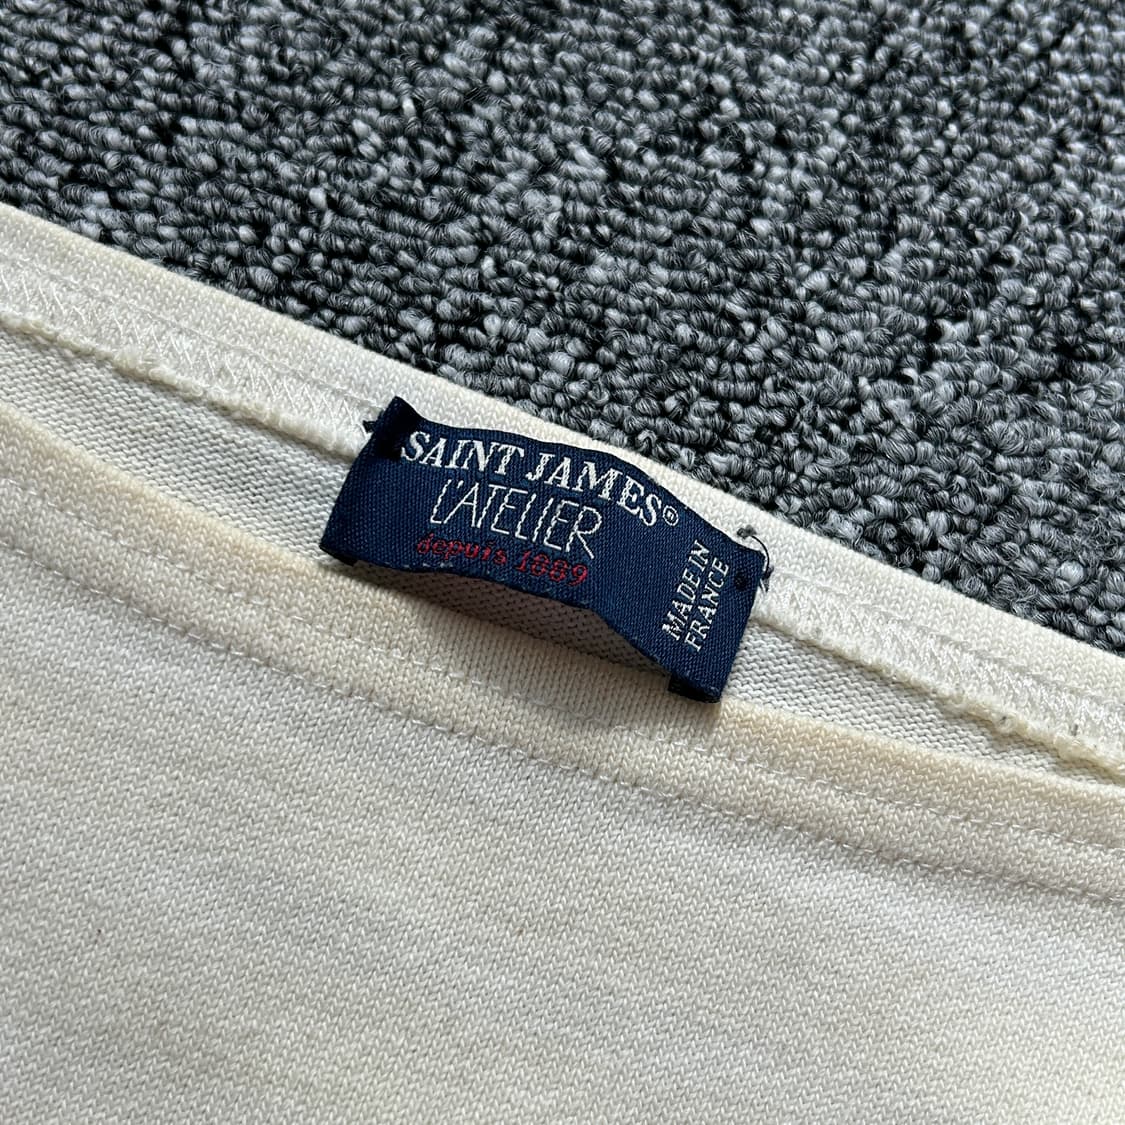 SAINT JAMES®
L'ATELIER
depuis 1889
MADE IN
FRANCE